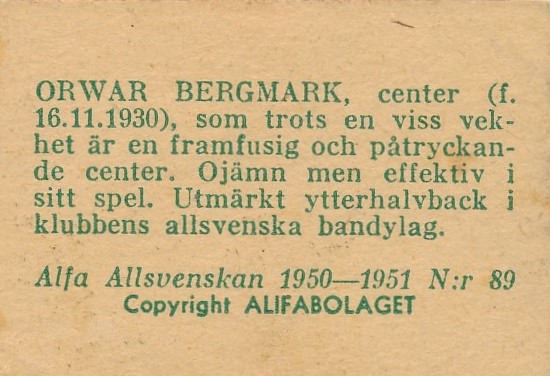 ORWAR BERGMARK, center (f.
16.11.1930), som trots en viss vek-
het är en framfusig och påtryckan-
de center. Ojämn men effektiv i
sitt spel. Utmärkt ytterhalvback i
klubbens allsvenska bandylag.
Alfa Allsvenskan 1950—1951 N:r 89
Copyright ALIFABOLAGET